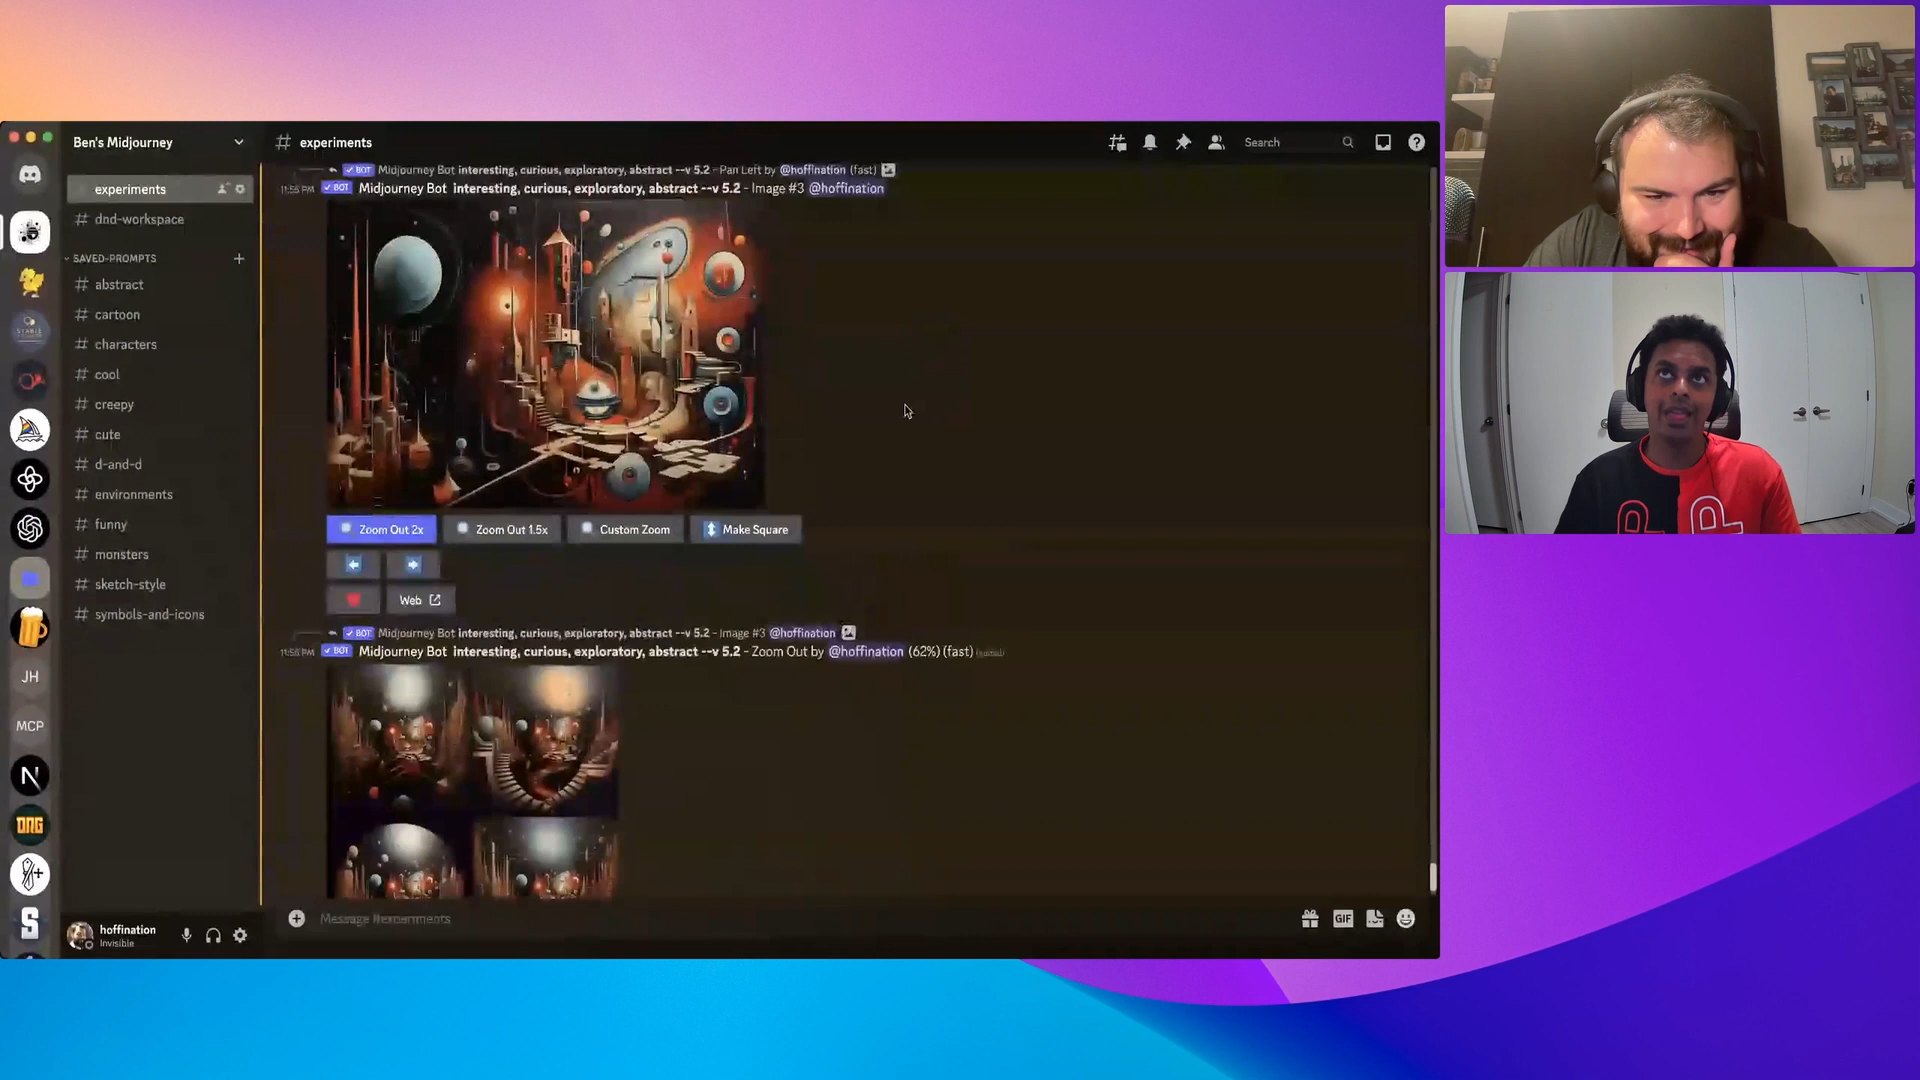 Ben's Midjourney
experiments
BOT Midjourney Bot interesting, curious, exploratory, abstract --v 5.2 - Pan Left by @hoffination (fast)
Search
experiments
11:55 PM BOT Midjourney Bot interesting, curious, exploratory, abstract --v 5.2 - Image #3 @hoffination
dnd-workspace
SAVED-PROMPTS
abstract
cartoon
characters
cool
creepy
cute
d-and-d
environments
funny
monsters
sketch-style
symbols-and-icons
Zoom Out 2x
Zoom Out 1.5x
Custom Zoom
Make Square
Web
BOT Midjourney Bot interesting, curious, exploratory, abstract --v 5.2 - Image #3 @hoffination
BOT Midjourney Bot interesting, curious, exploratory, abstract --v 5.2 - Zoom Out by @hoffination (62%) (fast)
JH
MCP
N
DNG
S
hoffination
Invisible
Message #experiments
GIF